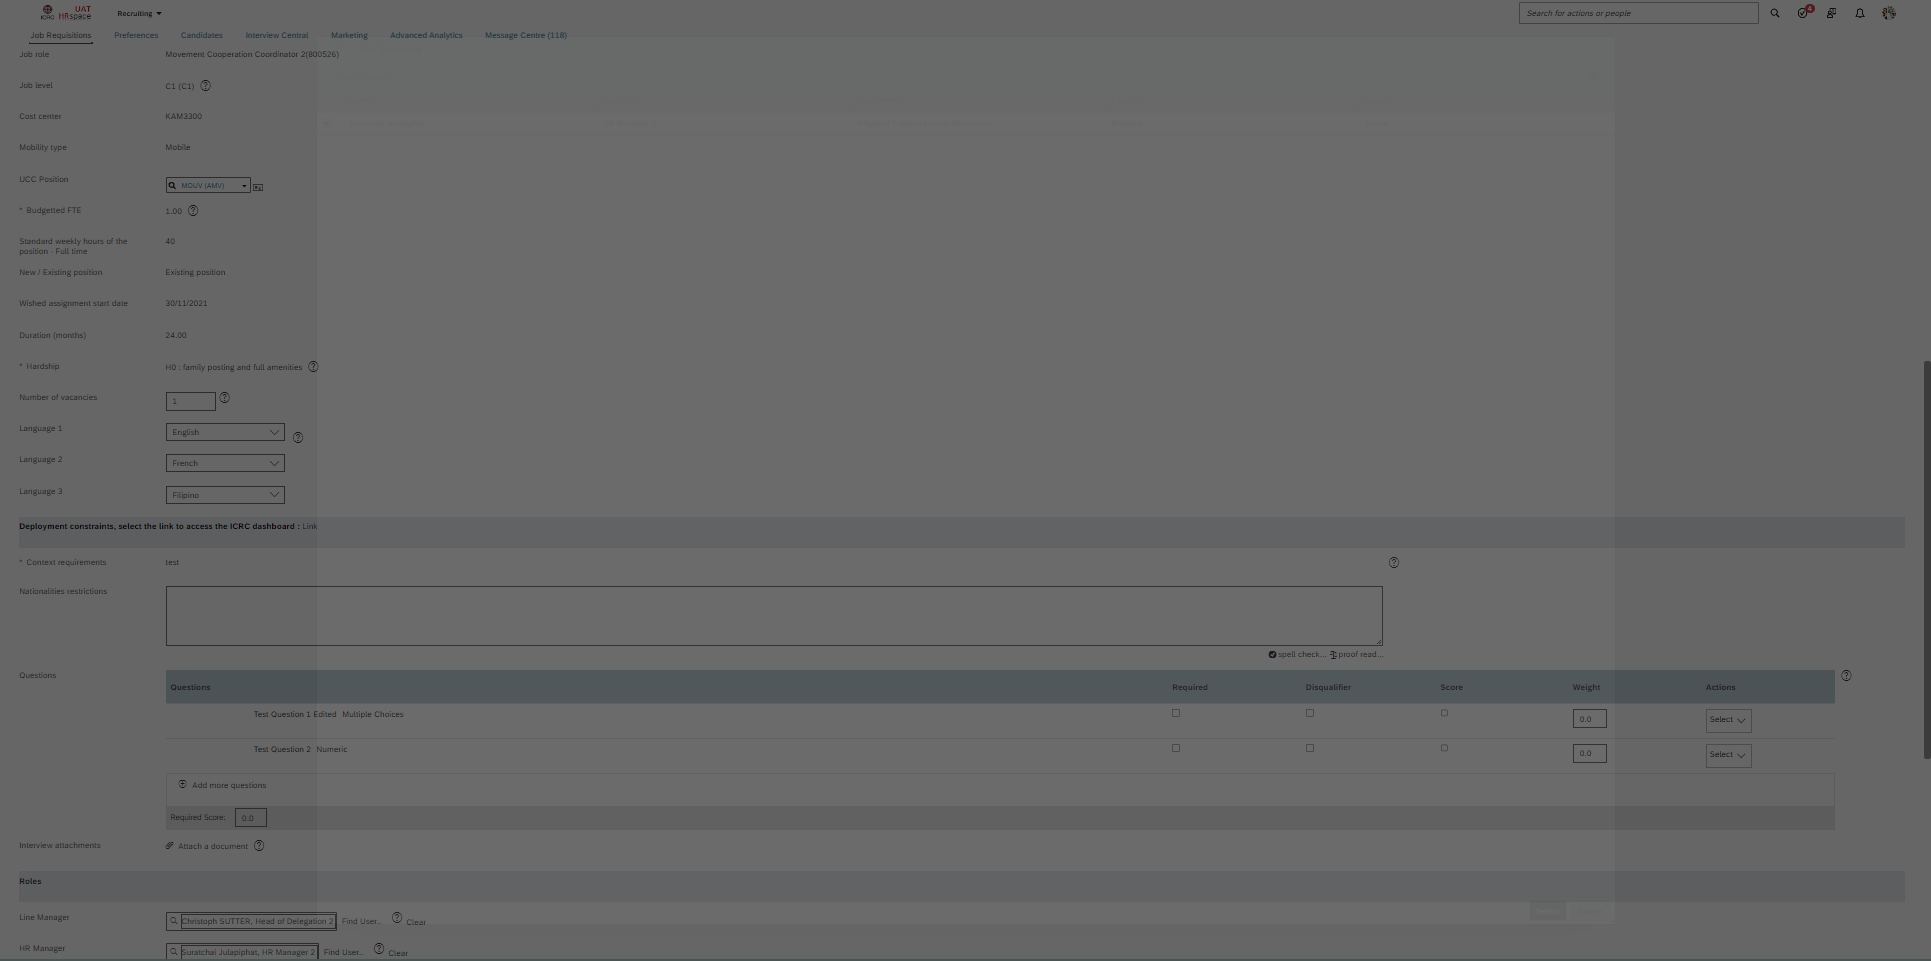 ICRC UAT HRspace Recruiting Search for actions or people 4
Job Requisitions Preferences Candidates Interview Central Marketing Advanced Analytics Message Centre (118)
Job role Movement Cooperation Coordinator 2(800526)
Job level C1 (C1)
Cost center KAM3300
Mobility type Mobile
UCC Position MOUV (AMV)
* Budgetted FTE 1.00
Standard weekly hours of the position - Full time 40
New / Existing position Existing position
Wished assignment start date 30/11/2021
Duration (months) 24.00
* Hardship H0 : family posting and full amenities
Number of vacancies 1
Language 1 English
Language 2 French
Language 3 Filipino
Deployment constraints, select the link to access the ICRC dashboard : Link
* Context requirements test
Nationalities restrictions
spell check... proof read...
Questions
Questions Required Disqualifier Score Weight Actions
Test Question 1 Edited Multiple Choices 0.0 Select
Test Question 2 Numeric 0.0 Select
Add more questions
Required Score: 0.0
Interview attachments Attach a document
Roles
Line Manager Christoph SUTTER, Head of Delegation 2 Find User... Clear
HR Manager Suratchai Julapiphat, HR Manager 2 Find User... Clear